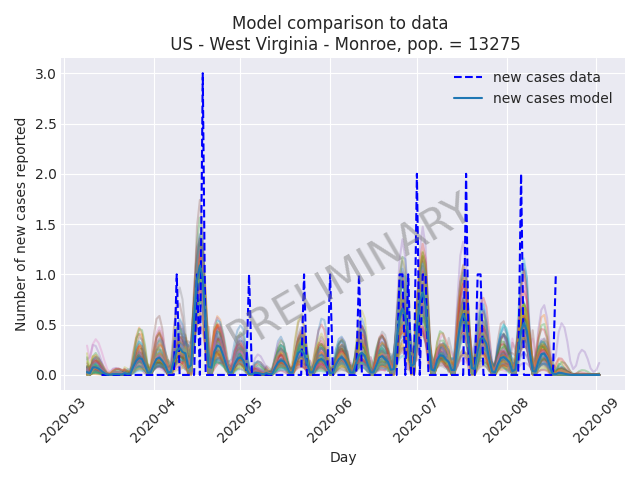 Model comparison to data
US - West Virginia - Monroe, pop. = 13275
new cases data
new cases model
PRELIMINARY
Number of new cases reported
3.0
2.5
2.0
1.5
1.0
0.5
0.0
2020-03
2020-04
2020-05
2020-06
2020-07
2020-08
2020-09
Day